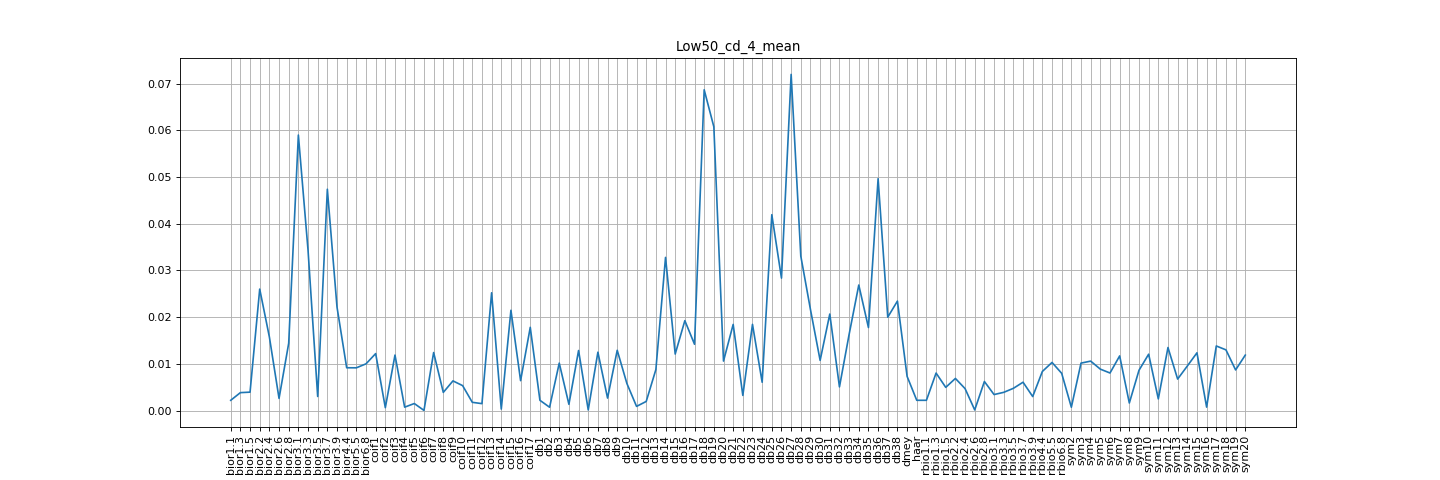 Low50_cd_4_mean
0.07
0.06
0.05
0.04
0.03
0.02
0.01
0.00
bior1.1
bior1.3
bior1.5
bior2.2
bior2.4
bior2.6
bior2.8
bior3.1
bior3.3
bior3.5
bior3.7
bior3.9
bior4.4
bior5.5
bior6.8
coif1
coif2
coif3
coif4
coif5
coif6
coif7
coif8
coif9
coif10
coif11
coif12
coif13
coif14
coif15
coif16
coif17
db1
db2
db3
db4
db5
db6
db7
db8
db9
db10
db11
db12
db13
db14
db15
db16
db17
db18
db19
db20
db21
db22
db23
db24
db25
db26
db27
db28
db29
db30
db31
db32
db33
db34
db35
db36
db37
db38
dmey
haar
rbio1.1
rbio1.3
rbio1.5
rbio2.2
rbio2.4
rbio2.6
rbio2.8
rbio3.1
rbio3.3
rbio3.5
rbio3.7
rbio3.9
rbio4.4
rbio5.5
rbio6.8
sym2
sym3
sym4
sym5
sym6
sym7
sym8
sym9
sym10
sym11
sym12
sym13
sym14
sym15
sym16
sym17
sym18
sym19
sym20